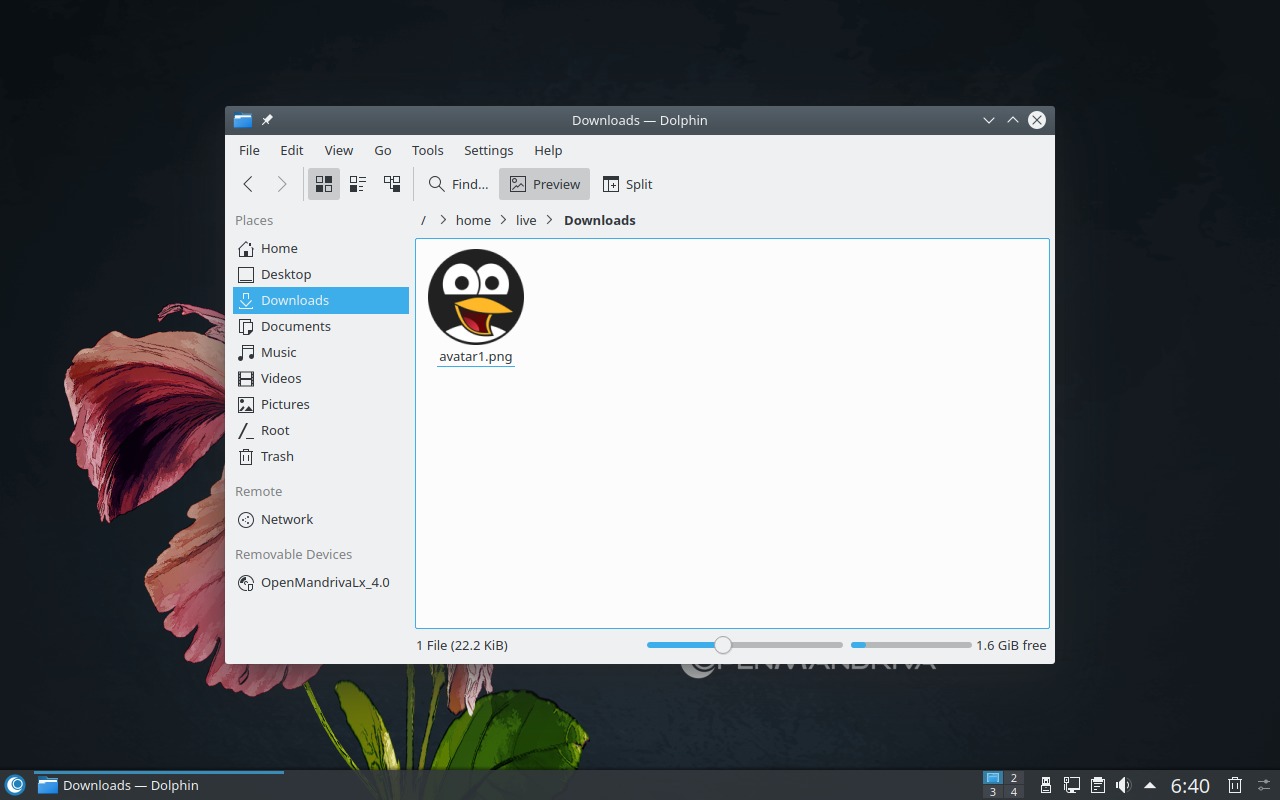 Downloads — Dolphin
File Edit View Go Tools Settings Help
Find... Preview Split
Places
/ > home > live > Downloads
Home
Desktop
Downloads
Documents
Music
Videos
Pictures
Root
Trash
Remote
Network
Removable Devices
OpenMandrivaLx_4.0
avatar1.png
1 File (22.2 KiB)
1.6 GiB free
OPENMANDRIVA
Downloads — Dolphin
2
3 4
6:40